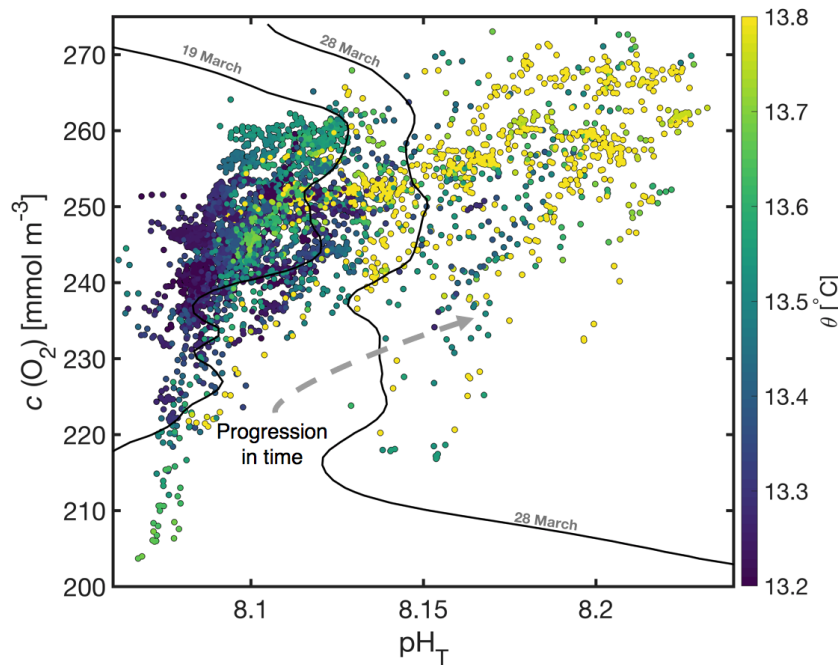 270
260
250
240
230
220
210
200
c (O₂) [mmol m⁻³]
19 March
28 March
Progression
in time
28 March
8.1
8.15
8.2
pH_T
13.8
13.7
13.6
13.5
13.4
13.3
13.2
θ [°C]